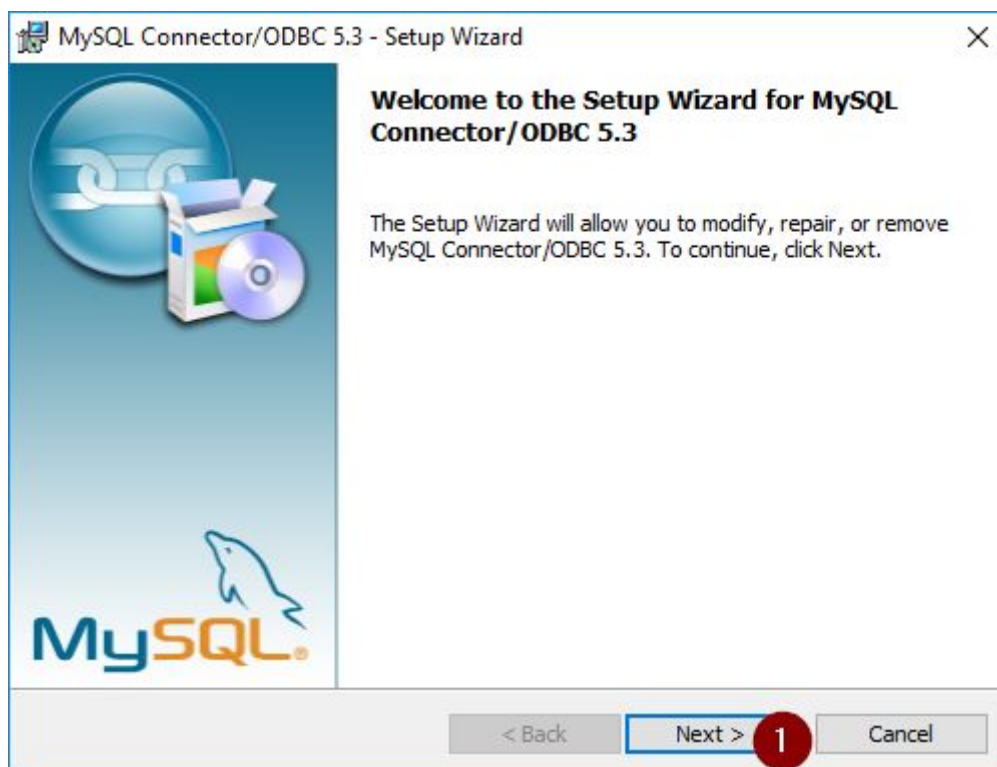 MySQL Connector/ODBC 5.3 - Setup Wizard
Welcome to the Setup Wizard for MySQL
Connector/ODBC 5.3
The Setup Wizard will allow you to modify, repair, or remove
MySQL Connector/ODBC 5.3. To continue, click Next.
MySQL®
< Back
Next >
1
Cancel